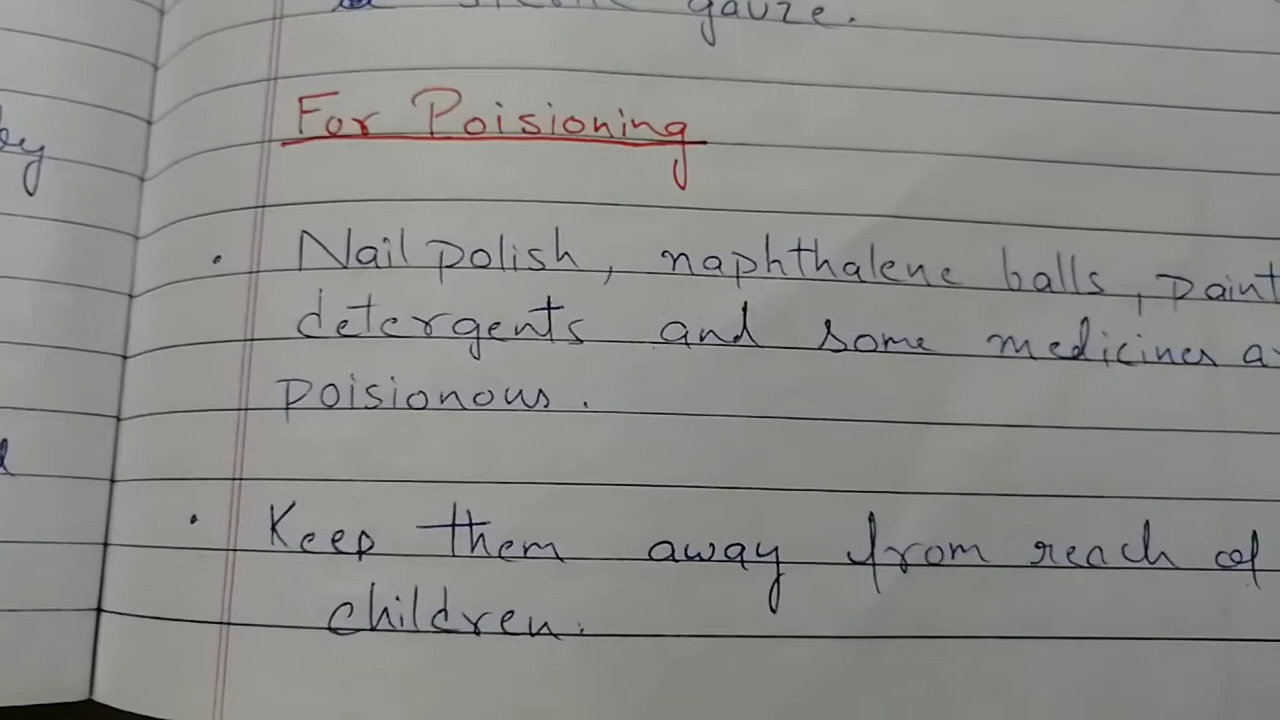 gauze.
For Poisioning
. Nail polish, naphthalene balls, paint
detergents and some medicines a
poisionous.
. Keep them away from reach of
children.